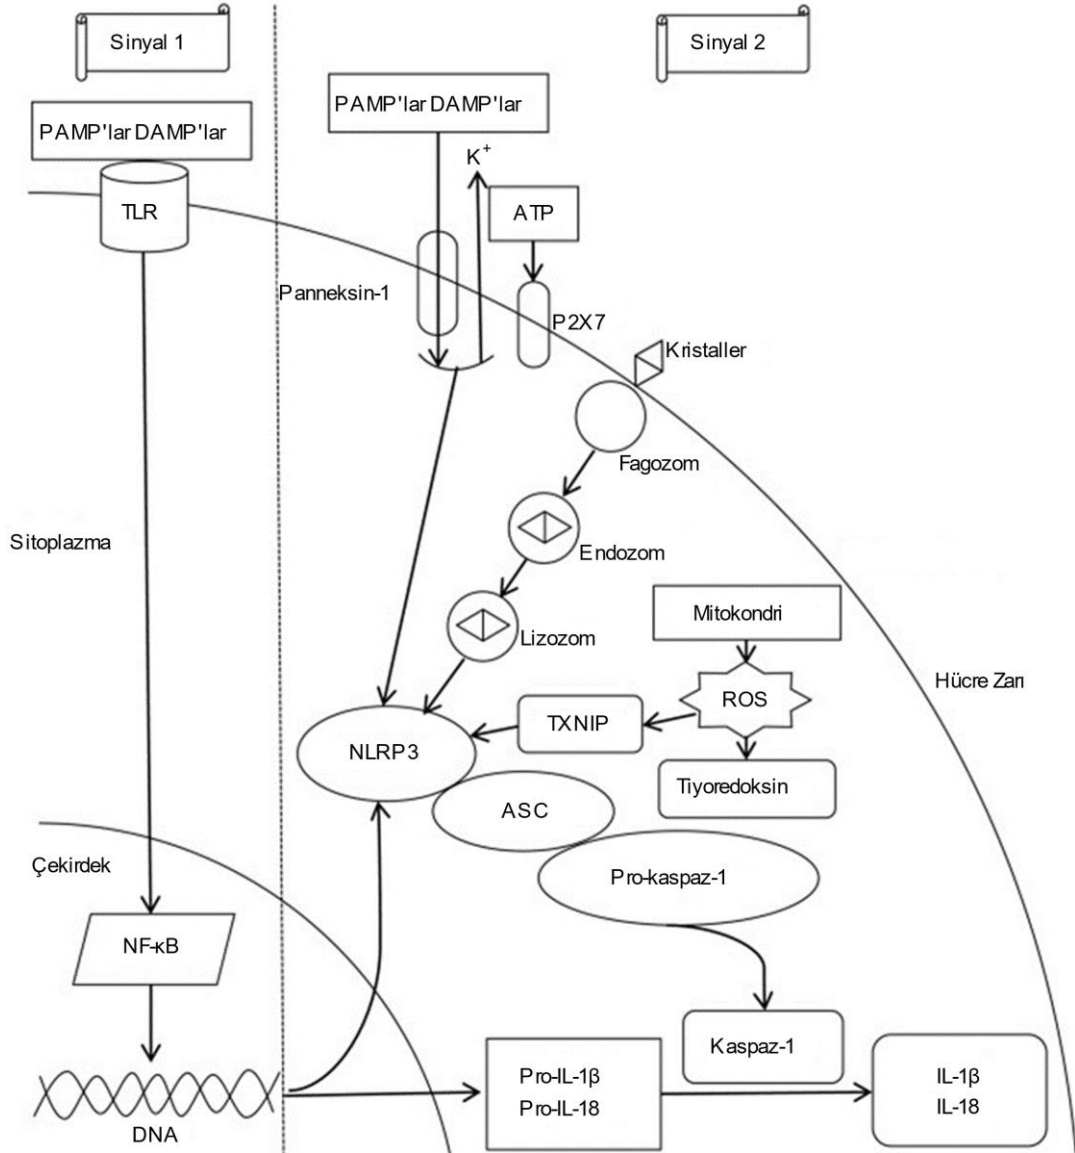 Sinyal 1
Sinyal 2
PAMP'lar DAMP'lar
PAMP'lar DAMP'lar
K+
TLR
ATP
Panneksin-1
P2X7
Kristaller
Fagozom
Sitoplazma
Endozom
Mitokondri
Lizozom
Hücre Zarı
ROS
TXNIP
NLRP3
Tiyoredoksin
ASC
Çekirdek
Pro-kaspaz-1
NF-κB
Kaspaz-1
Pro-IL-1β
Pro-IL-18
IL-1β
IL-18
DNA